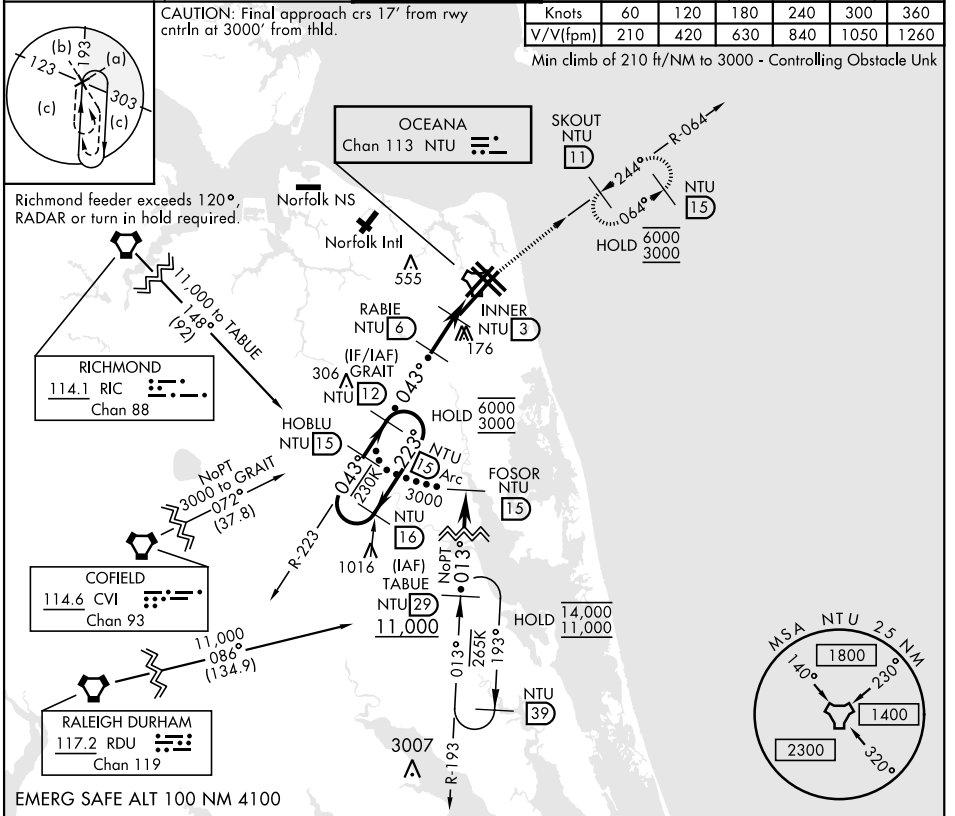 CAUTION: Final approach crs 17' from rwy
cntrln at 3000' from thld.
Knots 60 120 180 240 300 360
V/V(fpm) 210 420 630 840 1050 1260
Min climb of 210 ft/NM to 3000 - Controlling Obstacle Unk
(b)
193
(a)
123
303
(c)
(c)
Richmond feeder exceeds 120°,
RADAR or turn in hold required.
OCEANA
Chan 113 NTU
SKOUT
NTU
11
R-064
244°
064°
NTU
15
HOLD 6000
3000
Norfolk NS
Norfolk Intl
555
11,000 to TABUE
148°
(92)
RICHMOND
114.1 RIC
Chan 88
RABIE
NTU 6
INNER
NTU 3
176
(IF/IAF)
GRAIT
306
NTU 12
043°
HOLD 6000
3000
HOBLU
NTU 15
043°
230K
223°
NTU
15 Arc
3000
FOSOR
NTU
15
NoPT
3000 to GRAIT
072°
(37.8)
COFIELD
114.6 CVI
Chan 93
R-223
NTU
16
1016
(IAF)
TABUE
NTU 29
11,000
NoPT
013°
HOLD 14,000
11,000
013°
265K
193°
NTU
39
11,000
086°
(134.9)
RALEIGH DURHAM
117.2 RDU
Chan 119
3007
R-193
MSA NTU 25 NM
1800
140°
230°
1400
2300
320°
EMERG SAFE ALT 100 NM 4100